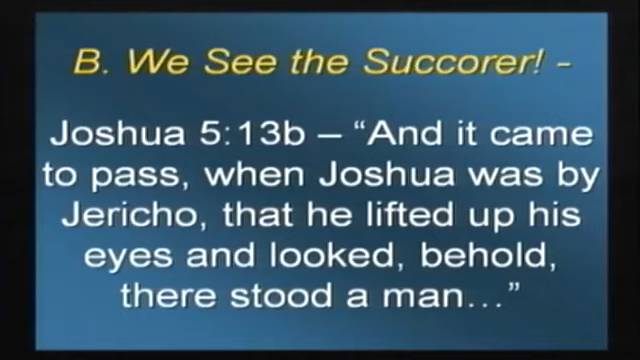 B. We See the Succorer! -
Joshua 5:13b – “And it came
to pass, when Joshua was by
Jericho, that he lifted up his
eyes and looked, behold,
there stood a man…”